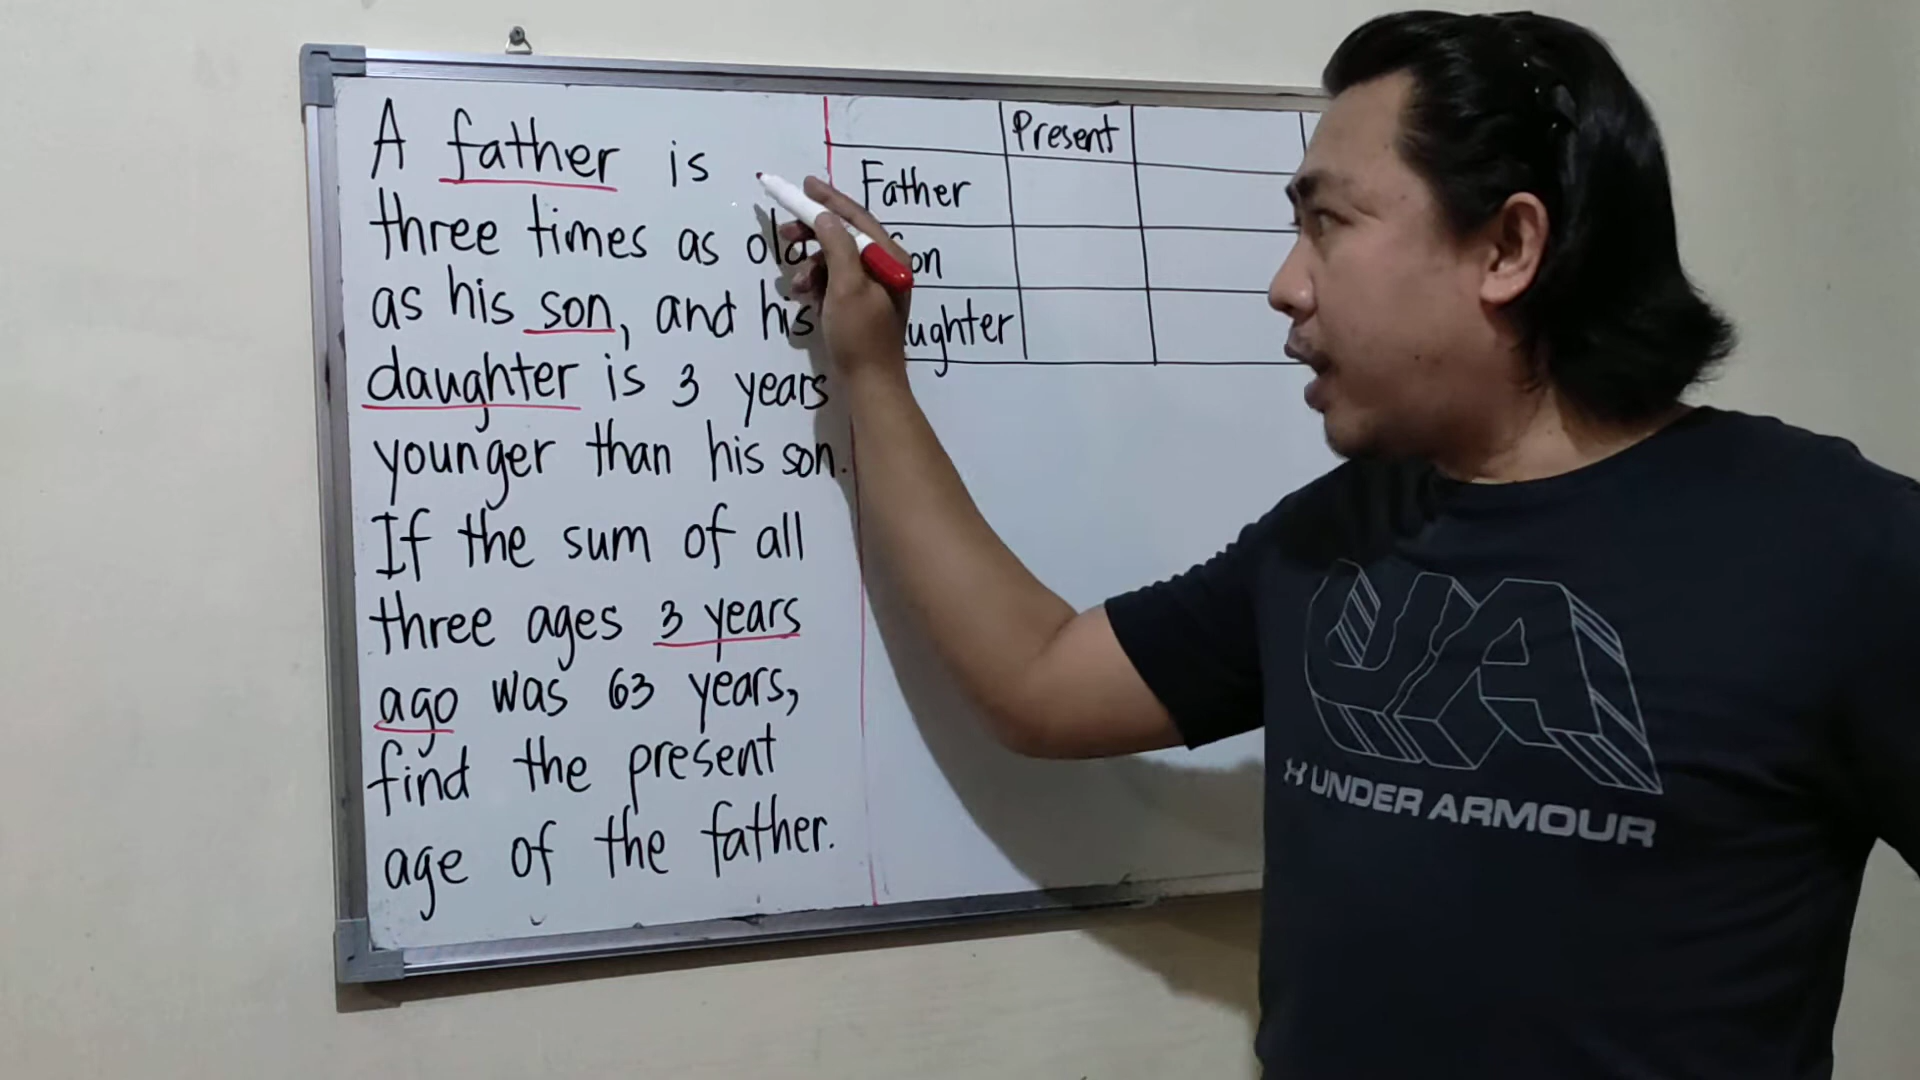 A father is
three times as old
as his son, and his
daughter is 3 years
younger than his son.
If the sum of all
three ages 3 years
ago was 63 years,
find the present
age of the father.
Present
Father
UA
UNDER ARMOUR